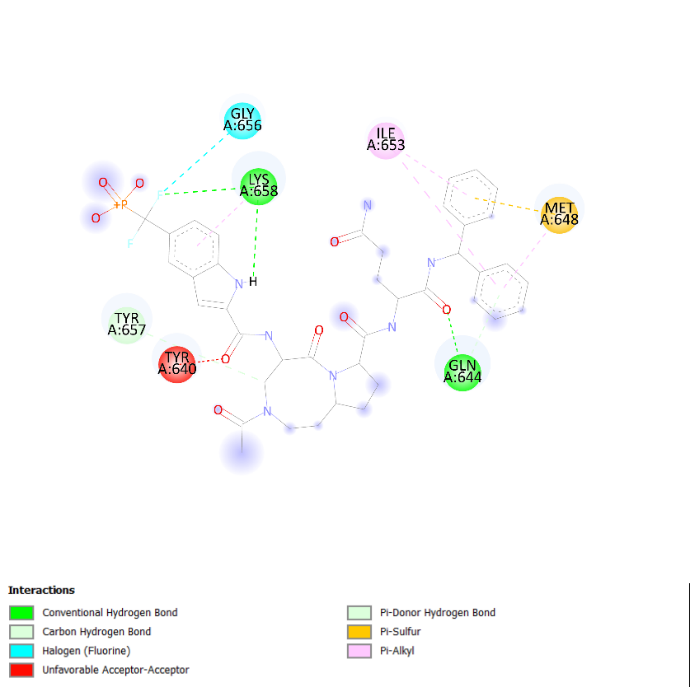 GLY
A:656
ILE
A:653
LYS
A:658
MET
A:648
O
O
+P
O
F
F
N
H
N
O
N
O
TYR
A:657
TYR
A:640
O
N
O
O
N
O
N
GLN
A:644
N
O
Interactions
Conventional Hydrogen Bond
Carbon Hydrogen Bond
Halogen (Fluorine)
Unfavorable Acceptor-Acceptor
Pi-Donor Hydrogen Bond
Pi-Sulfur
Pi-Alkyl